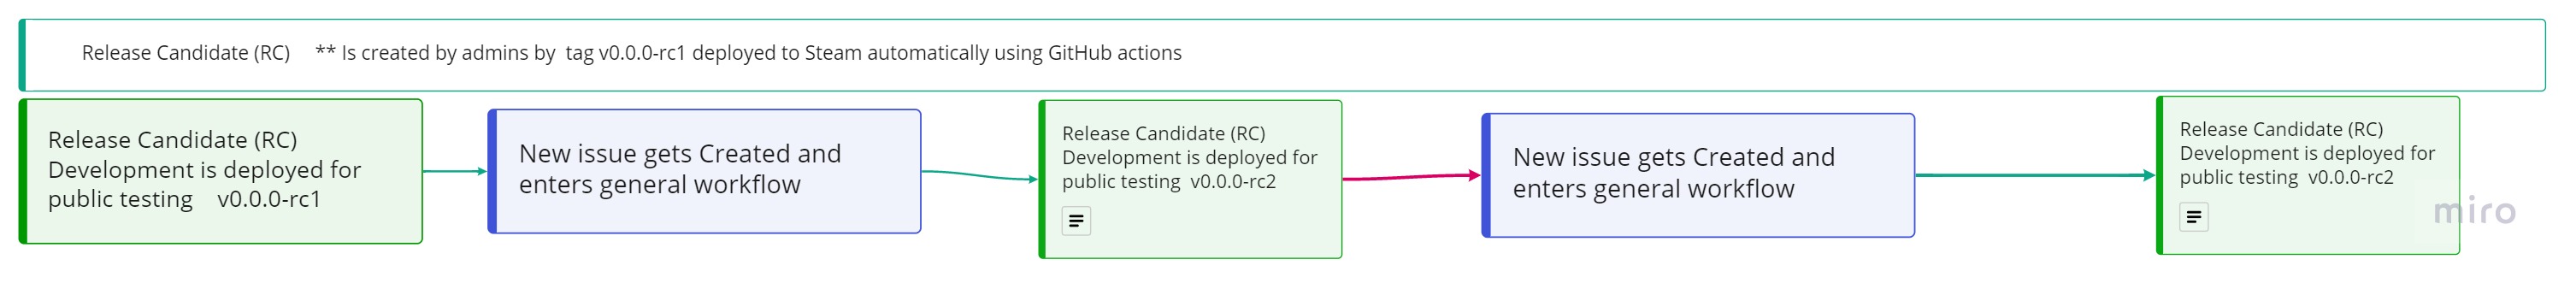 Release Candidate (RC) ** Is created by admins by tag v0.0.0-rc1 deployed to Steam automatically using GitHub actions
Release Candidate (RC)
Development is deployed for
public testing v0.0.0-rc1
New issue gets Created and
enters general workflow
Release Candidate (RC)
Development is deployed for
public testing v0.0.0-rc2
New issue gets Created and
enters general workflow
Release Candidate (RC)
Development is deployed for
public testing v0.0.0-rc2
miro